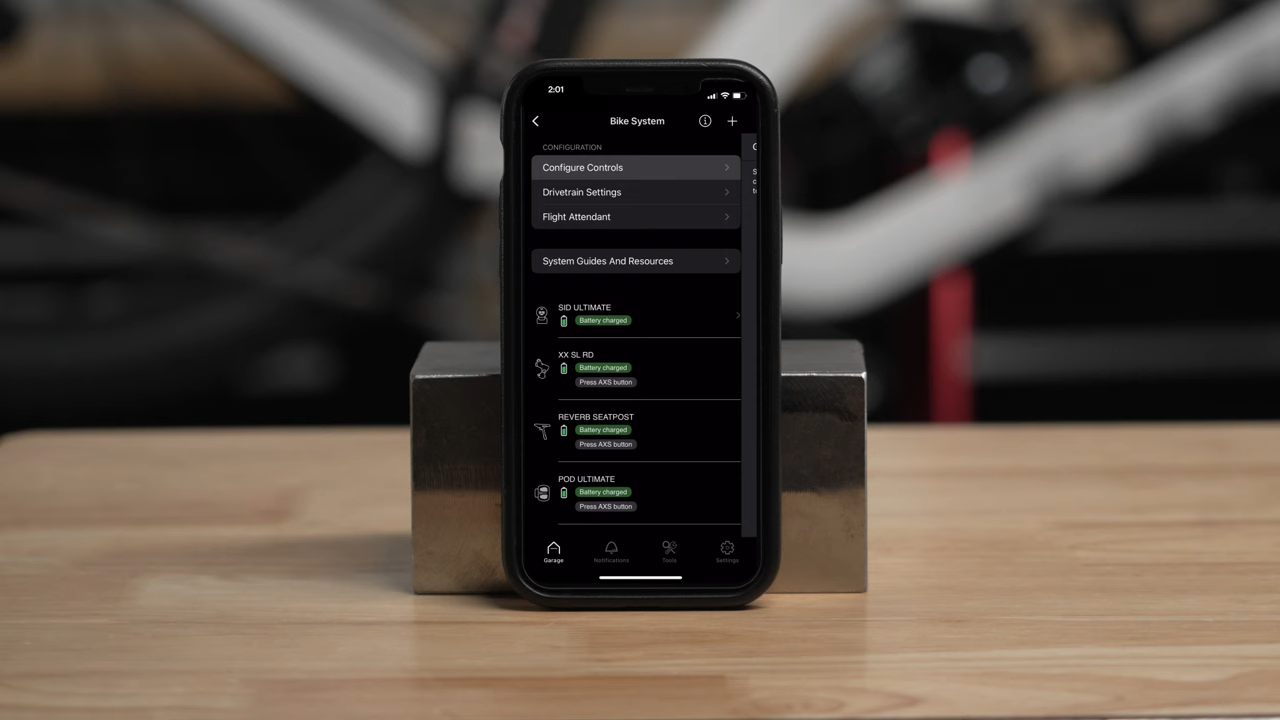 2:01
Bike System
CONFIGURATION
Configure Controls
Drivetrain Settings
Flight Attendant
System Guides And Resources
SID ULTIMATE
Battery charged
XX SL RD
Battery charged
Press AXS button
REVERB SEATPOST
Battery charged
Press AXS button
POD ULTIMATE
Battery charged
Press AXS button
Garage
Notifications
Tools
Settings